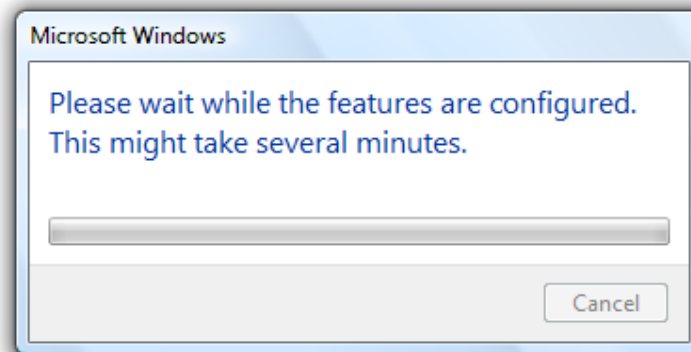 Microsoft Windows
Please wait while the features are configured.
This might take several minutes.
Cancel